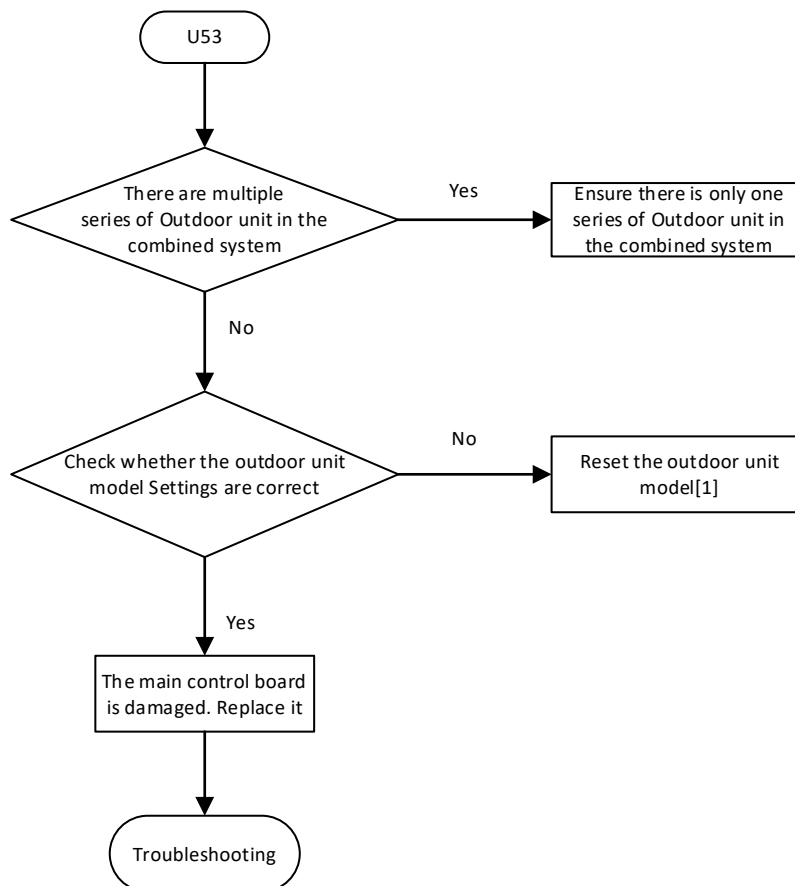 U53
There are multiple
series of Outdoor unit in the
combined system
Yes
Ensure there is only one
series of Outdoor unit in
the combined system
No
Check whether the outdoor unit
model Settings are correct
No
Reset the outdoor unit
model[1]
Yes
The main control board
is damaged. Replace it
Troubleshooting